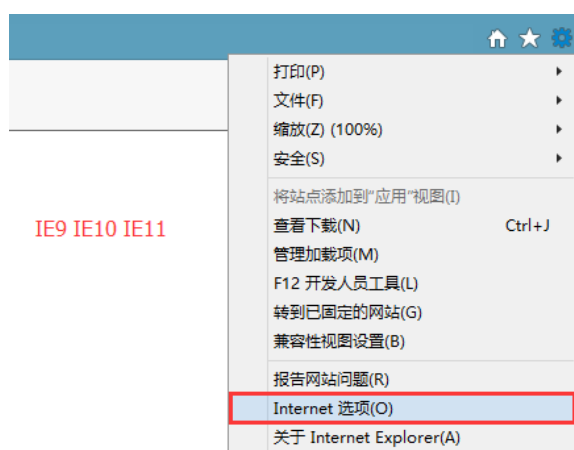 打印(P)
文件(F)
缩放(Z) (100%)
安全(S)
将站点添加到“应用”视图(I)
IE9 IE10 IE11
查看下载(N) Ctrl+J
管理加载项(M)
F12 开发人员工具(L)
转到已固定的网站(G)
兼容性视图设置(B)
报告网站问题(R)
Internet 选项(O)
关于 Internet Explorer(A)